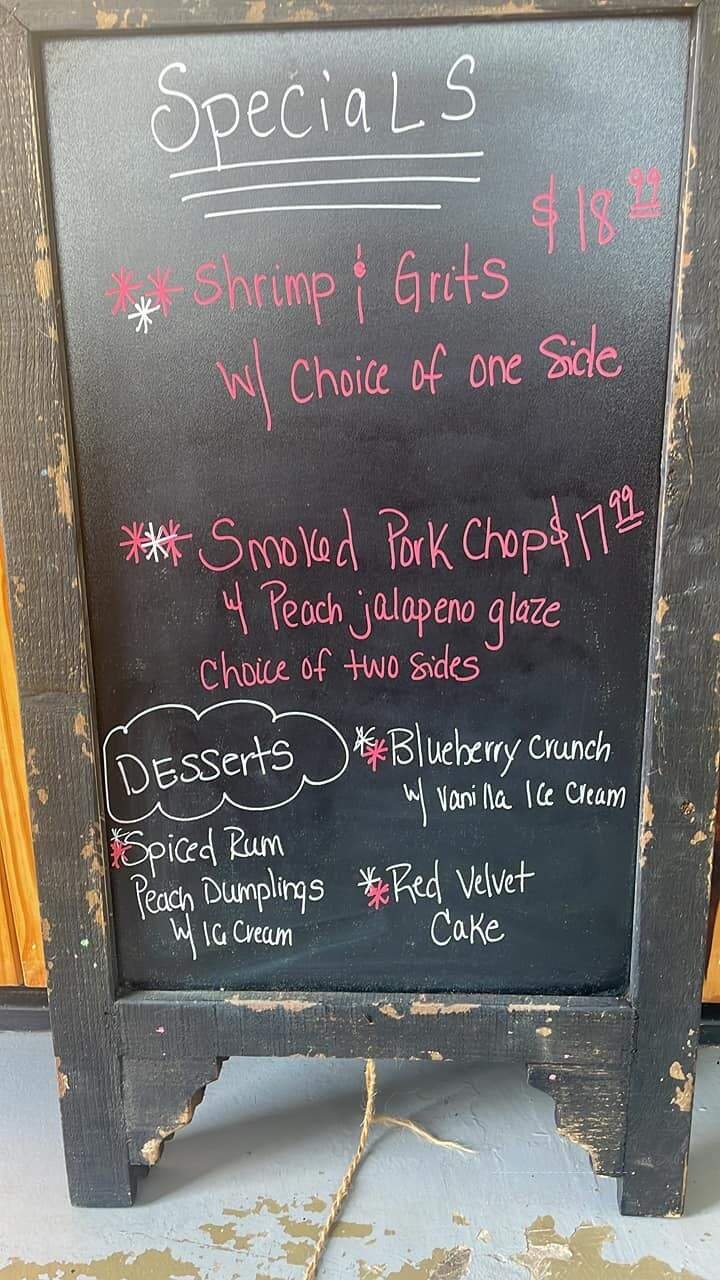 SpeciaLS
$18.99
Shrimp & Grits
w/ Choice of one Side
Smoked Pork Chop $17.99
w/ Peach jalapeno glaze
choice of two sides
DESSerts
Blueberry Crunch
w/ Vanilla Ice Cream
Spiced Rum
Peach Dumplings
w/ Ice Cream
Red Velvet
Cake